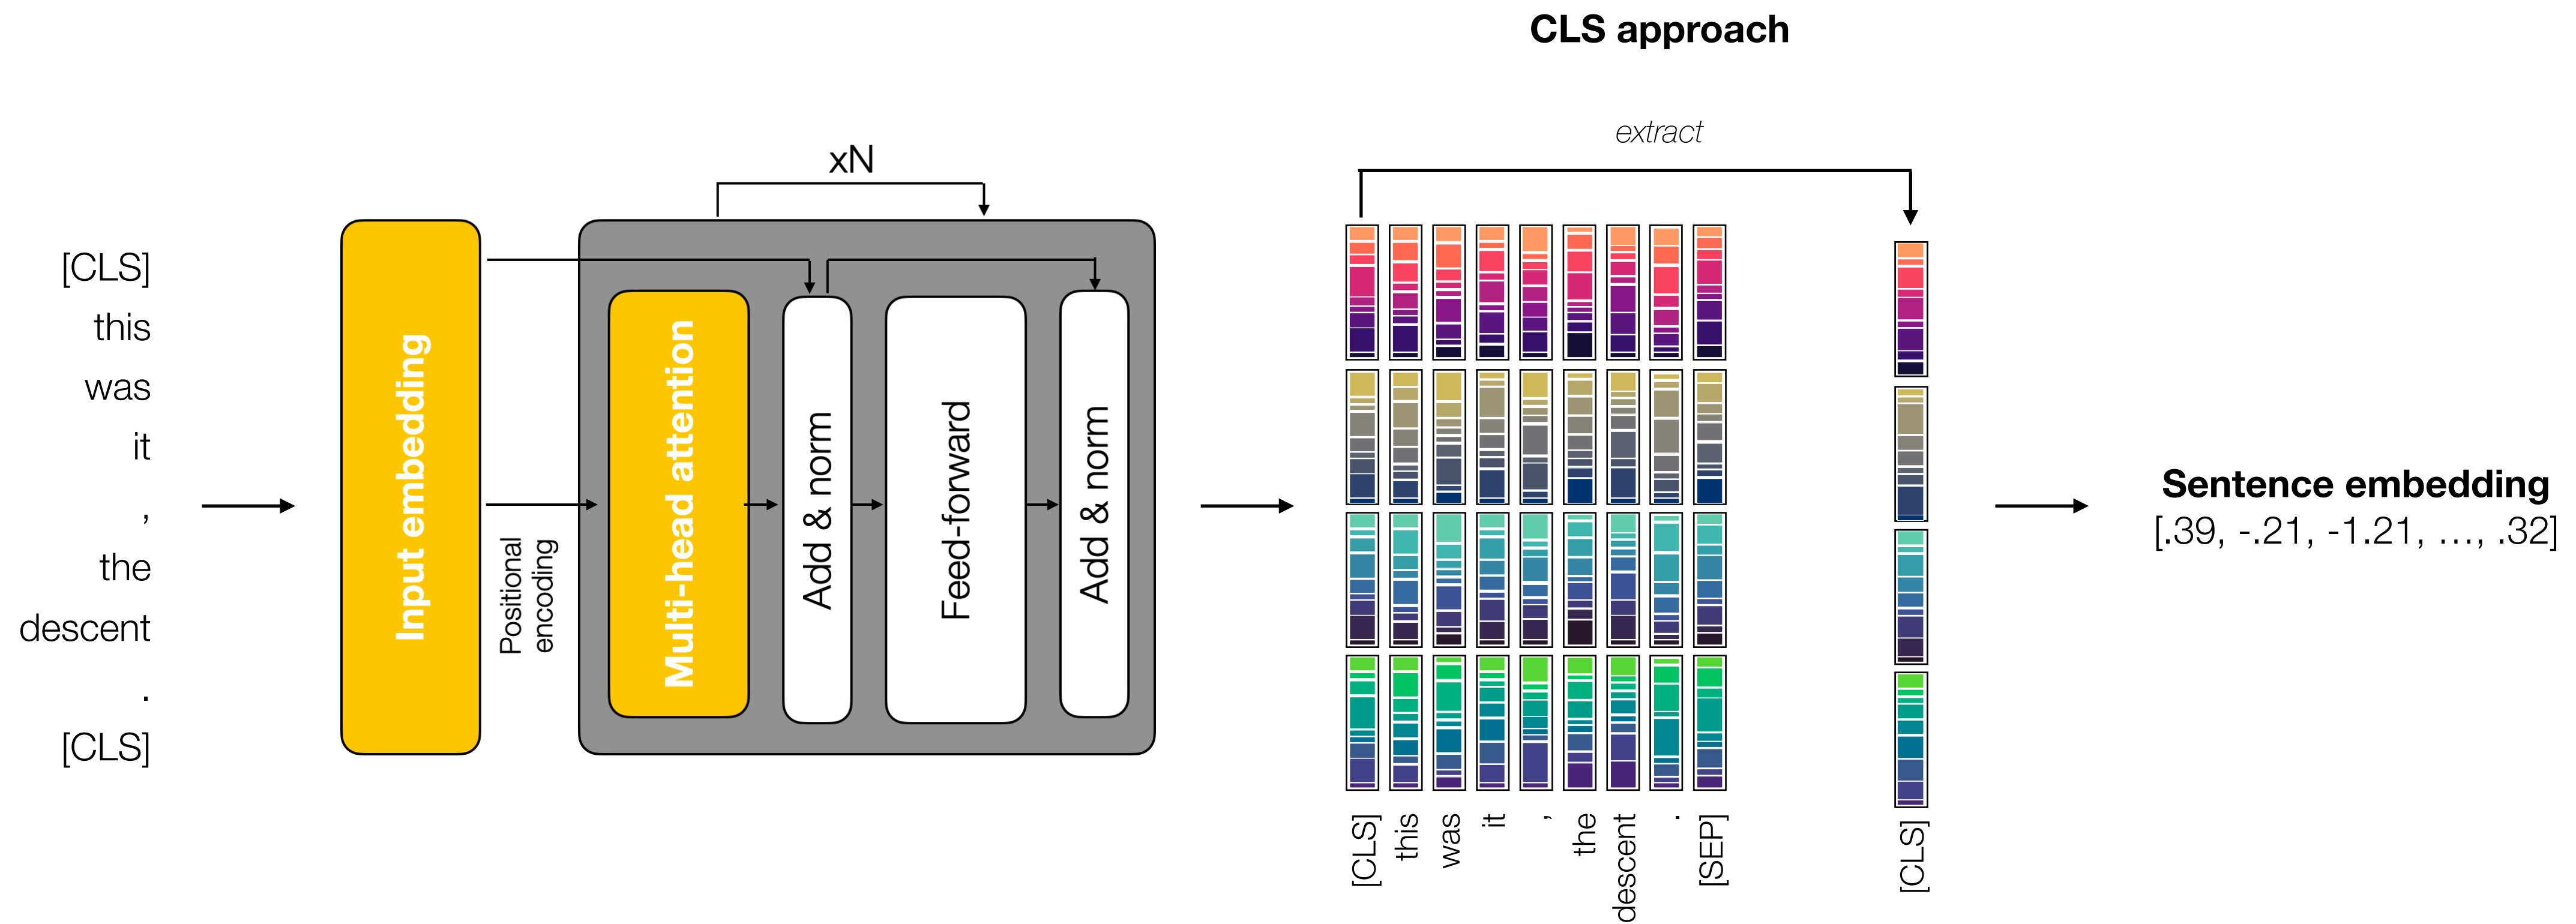 CLS approach
extract
xN
[CLS]
this
was
it
,
the
descent
.
[CLS]
Input embedding
Positional
encoding
Multi-head attention
Add & norm
Feed-forward
Add & norm
[CLS]
this
was
it
,
the
descent
.
[SEP]
[CLS]
Sentence embedding
[.39, -.21, -1.21, …, .32]